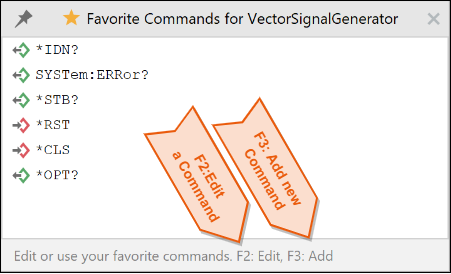 Favorite Commands for VectorSignalGenerator
*IDN?
SYSTem:ERRor?
*STB?
*RST
*CLS
*OPT?
F2:Edit
a Command
F3: Add new
Command
Edit or use your favorite commands. F2: Edit, F3: Add